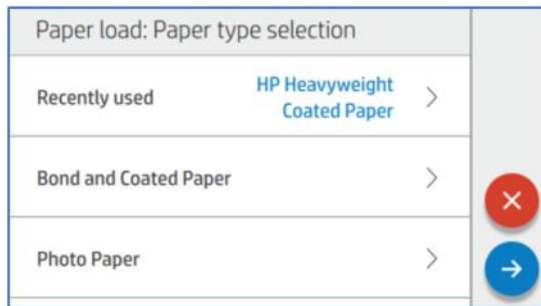 Paper load: Paper type selection
Recently used
HP Heavyweight
Coated Paper
Bond and Coated Paper
Photo Paper